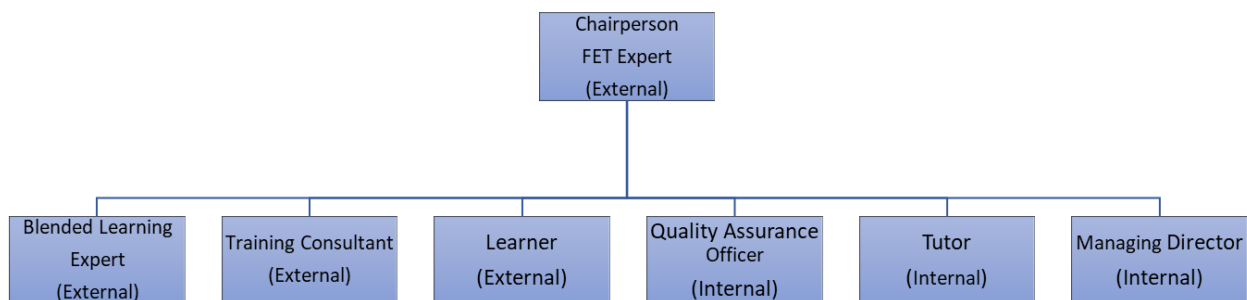 Chairperson
FET Expert
(External)
Blended Learning
Expert
(External)
Training Consultant
(External)
Learner
(External)
Quality Assurance
Officer
(Internal)
Tutor
(Internal)
Managing Director
(Internal)